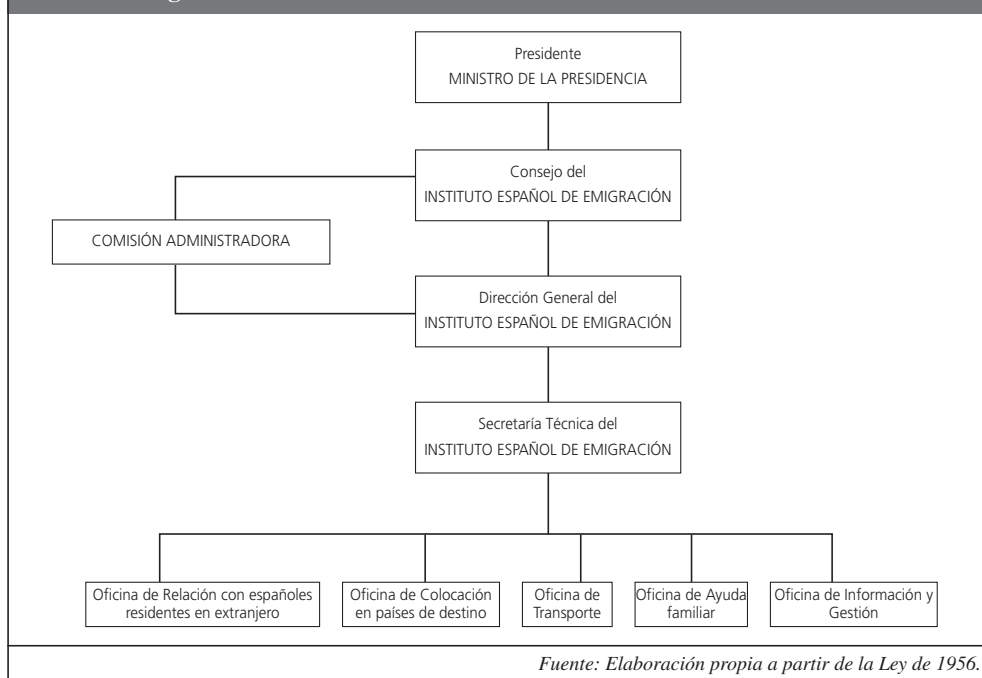 Presidente
MINISTRO DE LA PRESIDENCIA
Consejo del
INSTITUTO ESPAÑOL DE EMIGRACIÓN
COMISIÓN ADMINISTRADORA
Dirección General del
INSTITUTO ESPAÑOL DE EMIGRACIÓN
Secretaría Técnica del
INSTITUTO ESPAÑOL DE EMIGRACIÓN
Oficina de Relación con españoles
residentes en extranjero
Oficina de Colocación
en países de destino
Oficina de
Transporte
Oficina de Ayuda
familiar
Oficina de Información y
Gestión
Fuente: Elaboración propia a partir de la Ley de 1956.